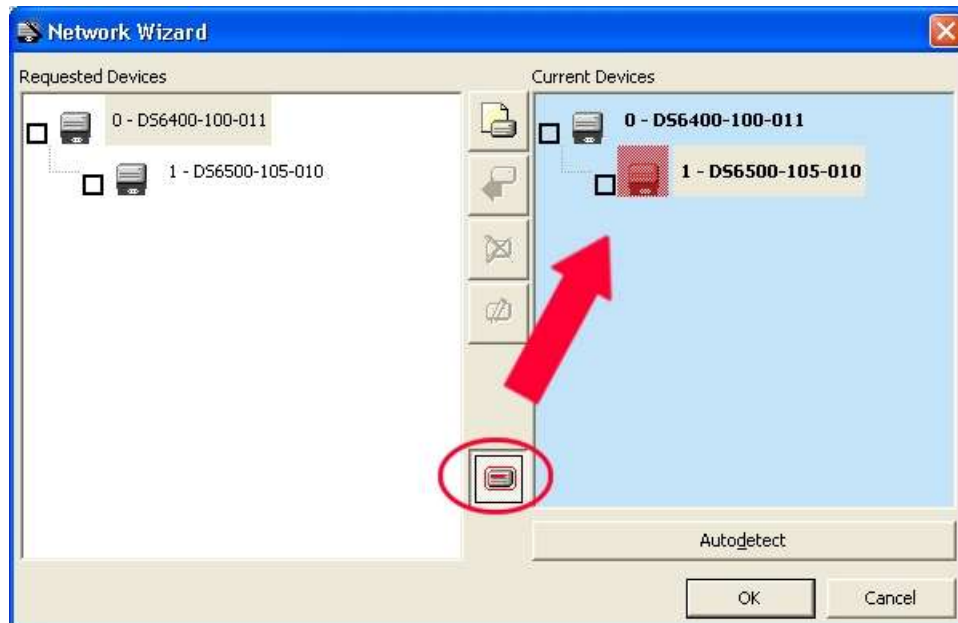 Network Wizard
Requested Devices
0 - DS6400-100-011
1 - DS6500-105-010
Current Devices
0 - DS6400-100-011
1 - DS6500-105-010
Autodetect
OK
Cancel